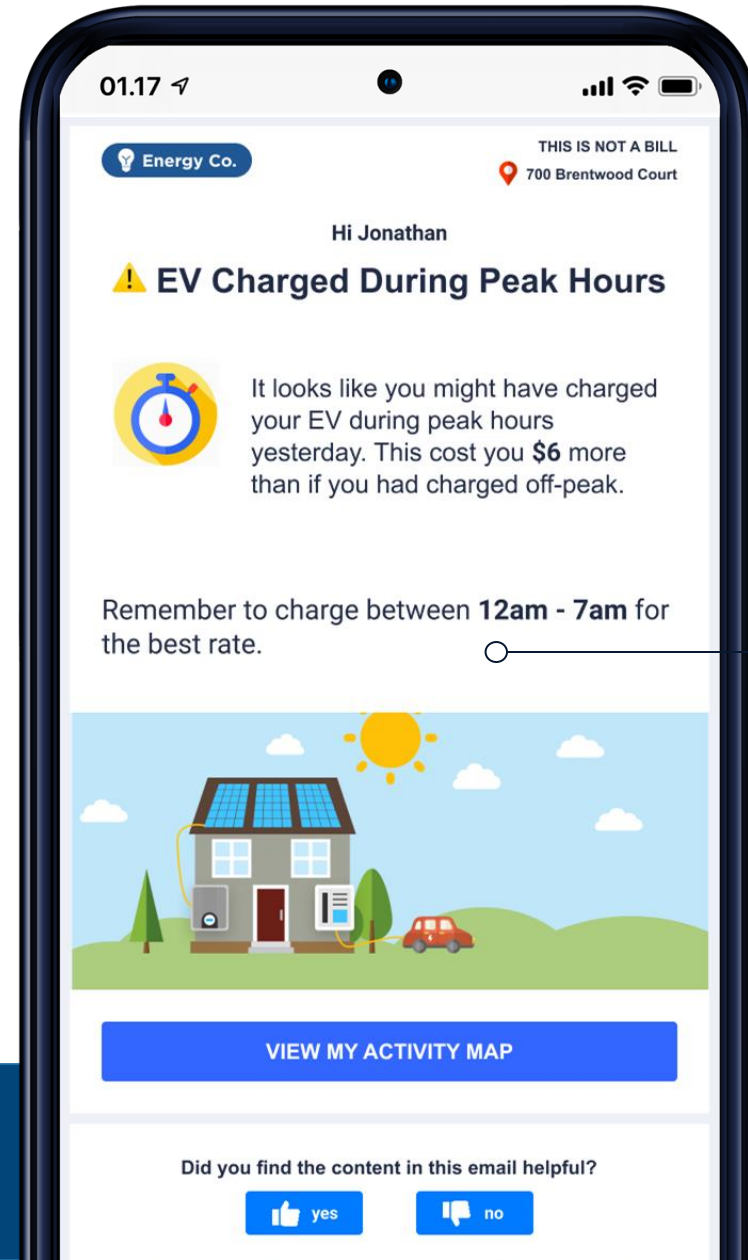 01.17
Energy Co.
THIS IS NOT A BILL
700 Brentwood Court
Hi Jonathan
EV Charged During Peak Hours
It looks like you might have charged
your EV during peak hours
yesterday. This cost you $6 more
than if you had charged off-peak.
Remember to charge between 12am - 7am for
the best rate.
VIEW MY ACTIVITY MAP
Did you find the content in this email helpful?
yes
no